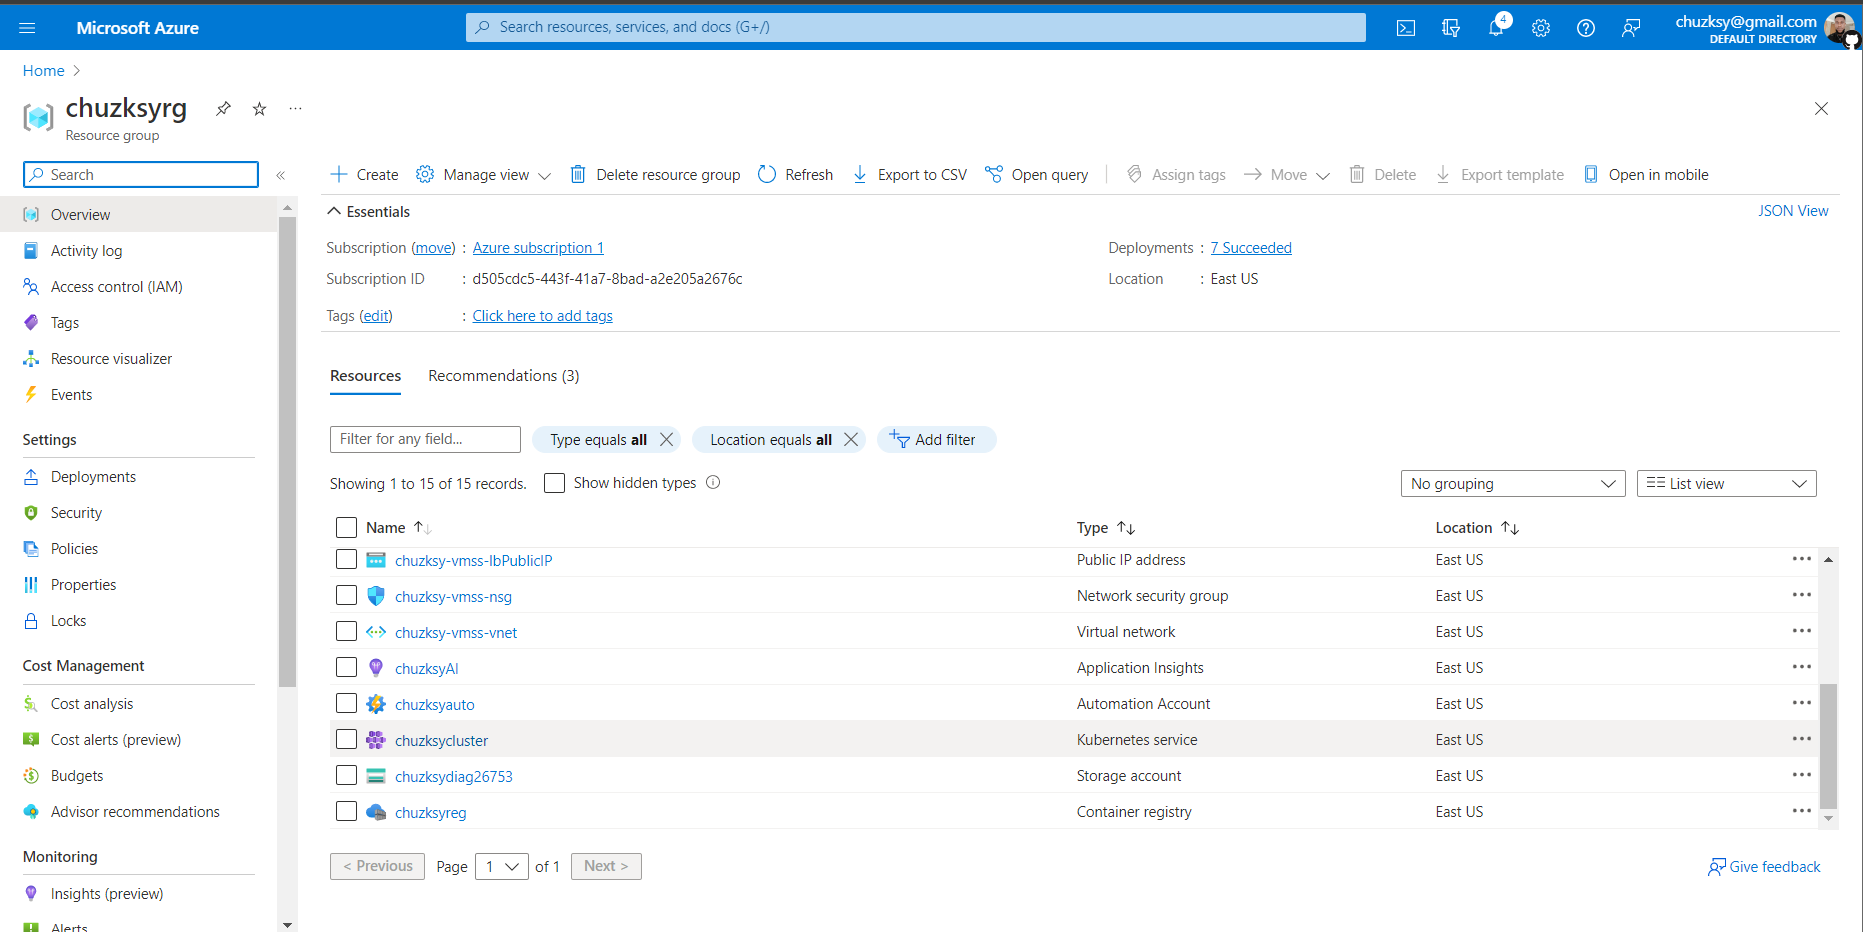 Microsoft Azure
Search resources, services, and docs (G+/)
4
chuzksy@gmail.com
DEFAULT DIRECTORY
Home
chuzksyrg
Resource group
Search
Create
Manage view
Delete resource group
Refresh
Export to CSV
Open query
Assign tags
Move
Delete
Export template
Open in mobile
Overview
Activity log
Access control (IAM)
Tags
Resource visualizer
Events
Settings
Deployments
Security
Policies
Properties
Locks
Cost Management
Cost analysis
Cost alerts (preview)
Budgets
Advisor recommendations
Monitoring
Insights (preview)
Alerts
Essentials
JSON View
Subscription (move) : Azure subscription 1
Deployments : 7 Succeeded
Subscription ID : d505cdc5-443f-41a7-8bad-a2e205a2676c
Location : East US
Tags (edit) : Click here to add tags
Resources Recommendations (3)
Filter for any field...
Type equals all
Location equals all
Add filter
Showing 1 to 15 of 15 records.
Show hidden types
No grouping
List view
Name Type Location
chuzksy-vmss-lbPublicIP Public IP address East US
chuzksy-vmss-nsg Network security group East US
chuzksy-vmss-vnet Virtual network East US
chuzksyAI Application Insights East US
chuzksyauto Automation Account East US
chuzksycluster Kubernetes service East US
chuzksydiag26753 Storage account East US
chuzksyreg Container registry East US
< Previous Page 1 of 1 Next >
Give feedback